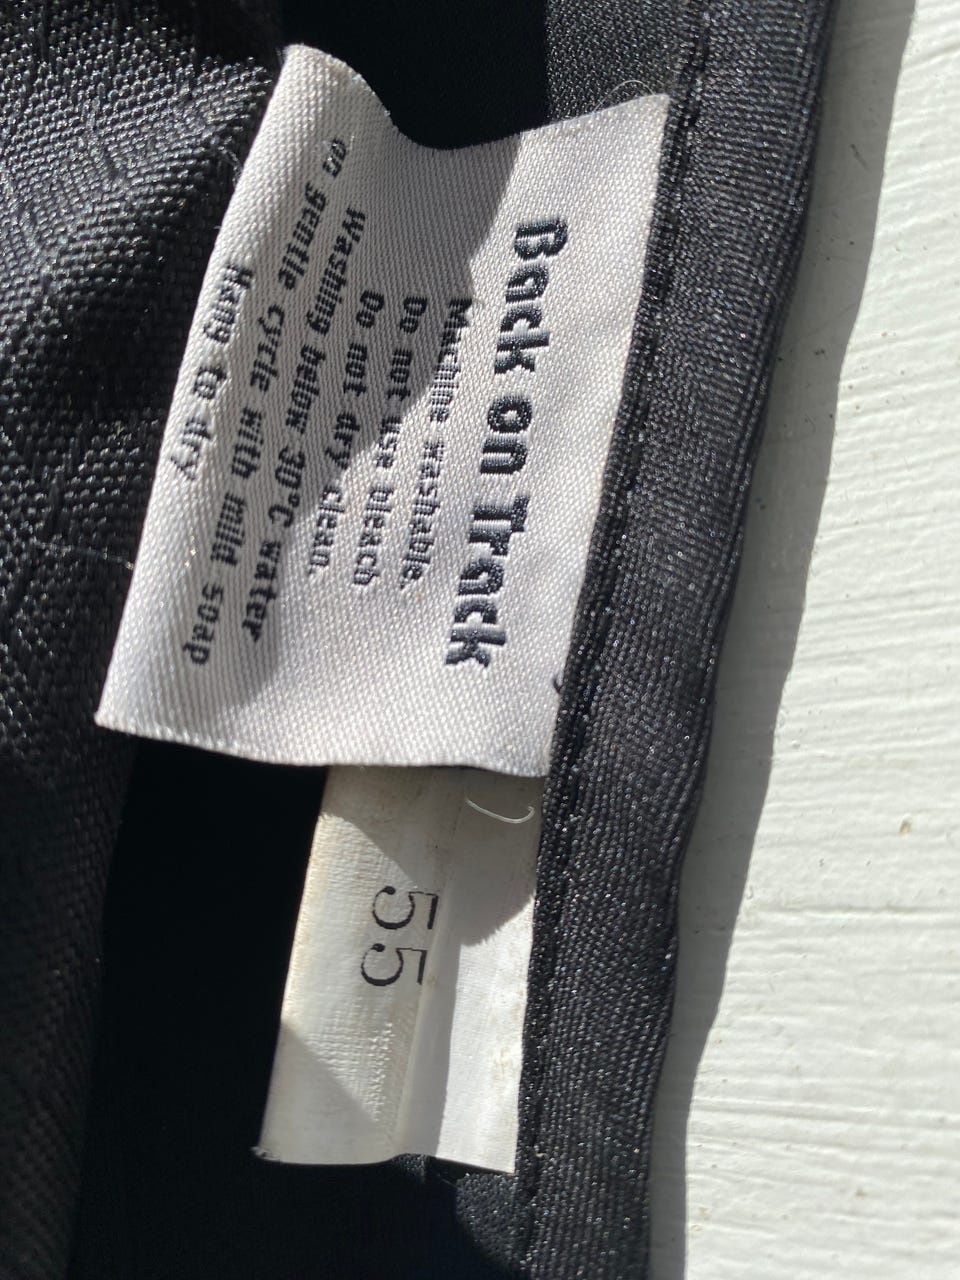 Back on Track
Machine washable.
Do not use bleach
Do not dry clean.
Washing below 30°C water
on gentle cycle with mild soap
Hang to dry
55